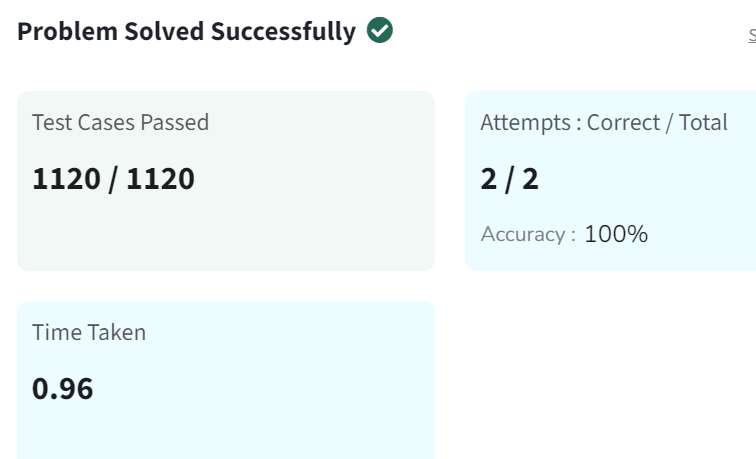 Problem Solved Successfully
Test Cases Passed
1120 / 1120
Attempts : Correct / Total
2 / 2
Accuracy : 100%
Time Taken
0.96